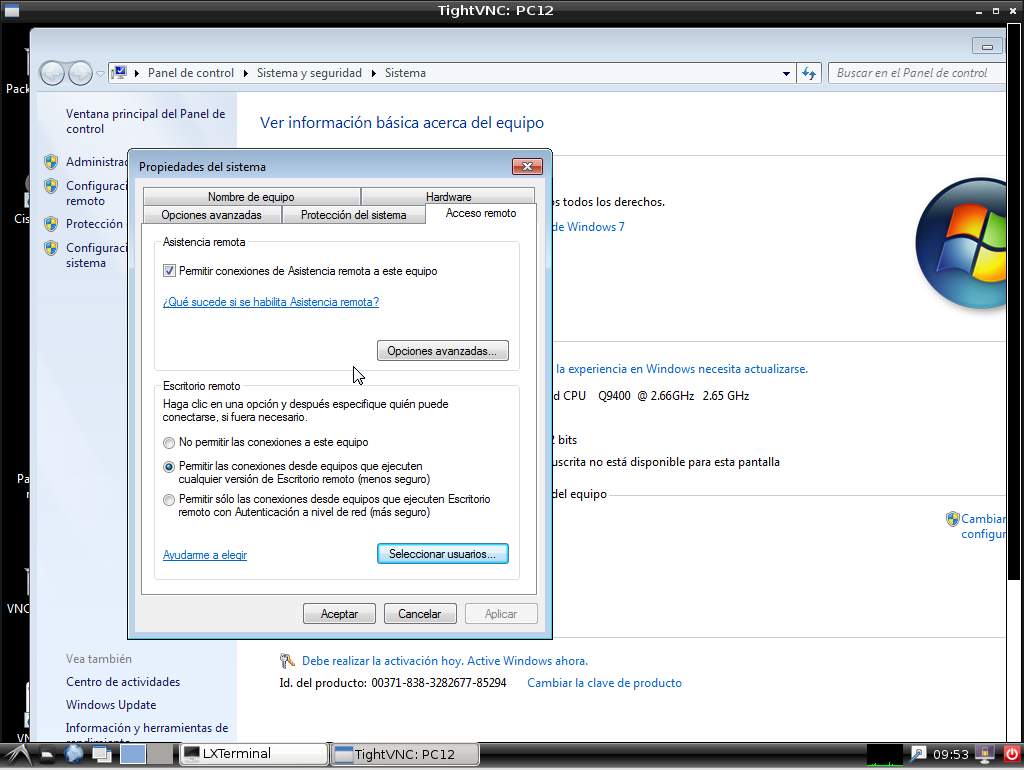 TightVNC: PC12
Panel de control
Sistema y seguridad
Sistema
Buscar en el Panel de control
Pack
Ventana principal del Panel de
control
Ver información básica acerca del equipo
Administrac
Propiedades del sistema
Configuraci
remoto
Nombre de equipo
Hardware
Opciones avanzadas
Protección del sistema
Acceso remoto
s todos los derechos.
Cis
Protección
de Windows 7
Configuraci
sistema
Asistencia remota
Permitir conexiones de Asistencia remota a este equipo
¿Qué sucede si se habilita Asistencia remota?
Opciones avanzadas...
la experiencia en Windows necesita actualizarse.
Escritorio remoto
d CPU Q9400 @ 2.66GHz 2.65 GHz
Haga clic en una opción y después especifique quién puede
conectarse, si fuera necesario.
No permitir las conexiones a este equipo
2 bits
Permitir las conexiones desde equipos que ejecuten
cualquier versión de Escritorio remoto (menos seguro)
uscrita no está disponible para esta pantalla
Pa
r
Permitir sólo las conexiones desde equipos que ejecuten Escritorio
remoto con Autenticación a nivel de red (más seguro)
del equipo
Cambiar
configur
Ayudarme a elegir
Seleccionar usuarios...
VNC
Aceptar
Cancelar
Aplicar
Vea también
Debe realizar la activación hoy. Active Windows ahora.
Centro de actividades
Id. del producto: 00371-838-3282677-85294
Cambiar la clave de producto
Windows Update
Información y herramientas de
VN
LXTerminal
TightVNC: PC12
09:53